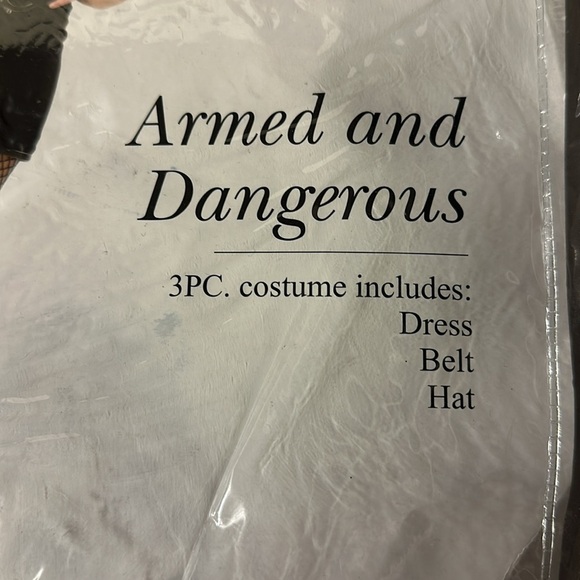 Armed and
Dangerous
3PC. costume includes:
Dress
Belt
Hat